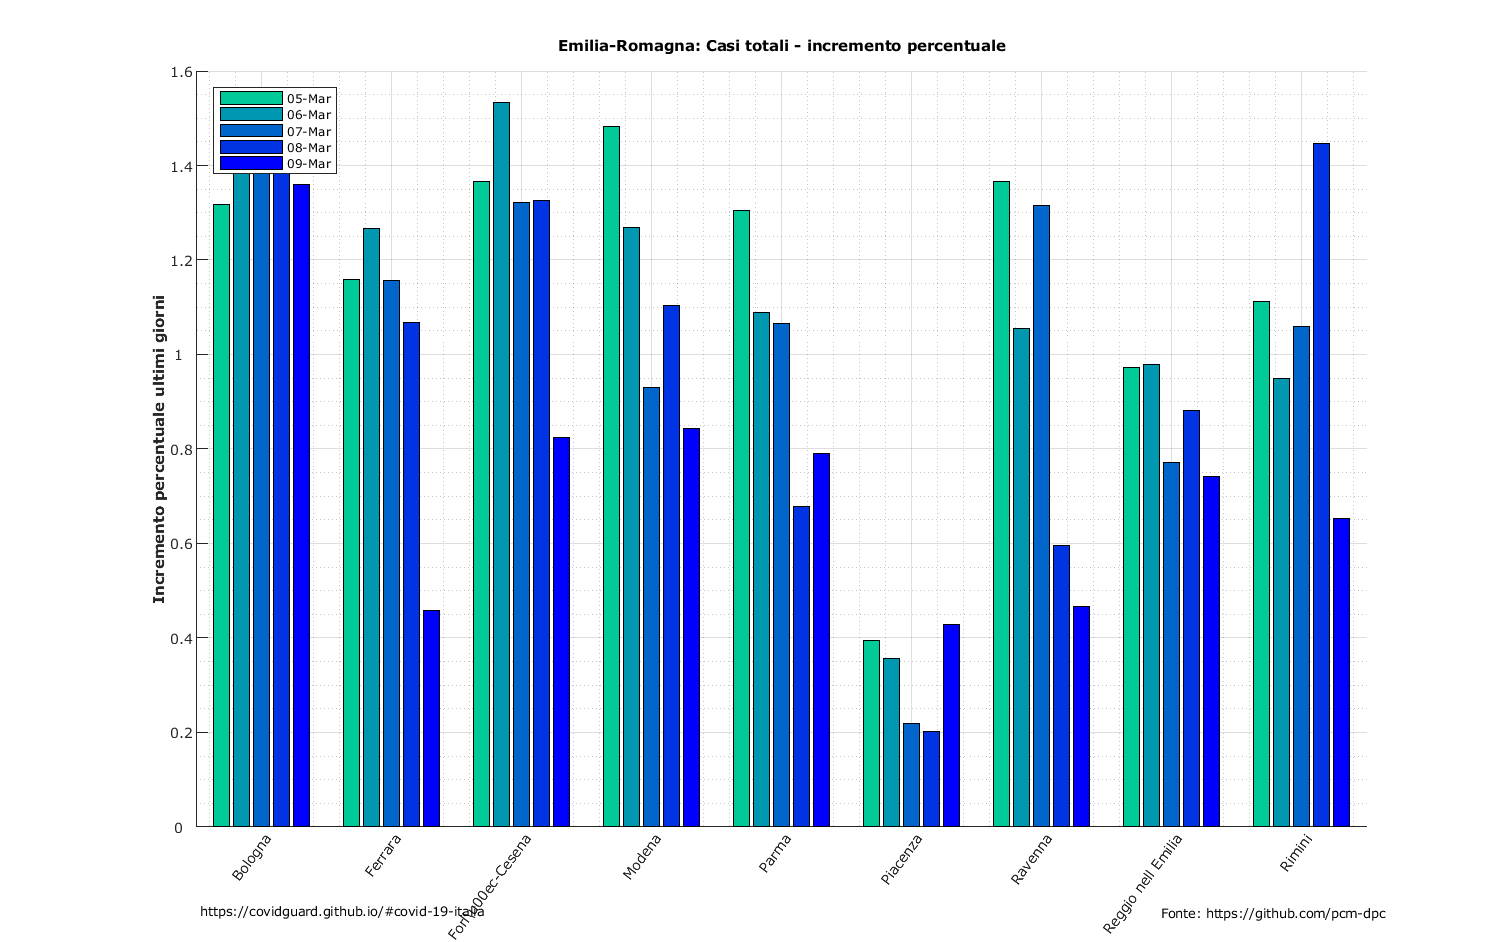 Emilia-Romagna: Casi totali - incremento percentuale
Incremento percentuale ultimi giorni
1.6
1.4
1.2
1
0.8
0.6
0.4
0.2
0
05-Mar
06-Mar
07-Mar
08-Mar
09-Mar
Bologna
Ferrara
Forl\u00ec-Cesena
Modena
Parma
Piacenza
Ravenna
Reggio nell Emilia
Rimini
https://covidguard.github.io/#covid-19-italia
Fonte: https://github.com/pcm-dpc